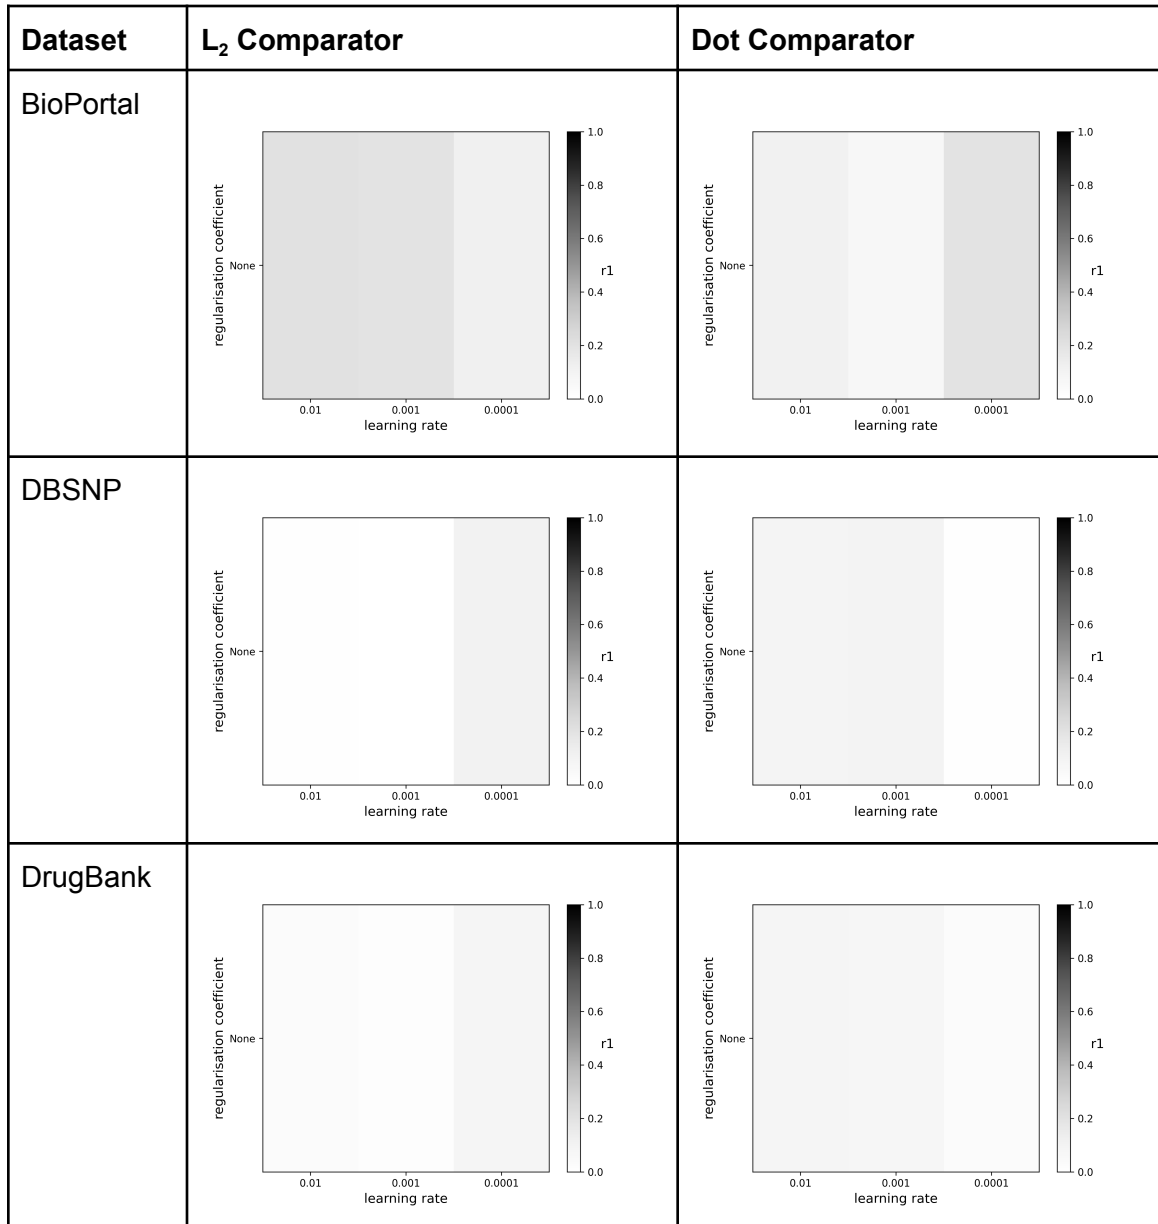 Dataset L₂ Comparator Dot Comparator
BioPortal
regularisation coefficient
None
0.01 0.001 0.0001
learning rate
1.0
0.8
0.6
0.4
0.2
0.0
r1
regularisation coefficient
None
0.01 0.001 0.0001
learning rate
1.0
0.8
0.6
0.4
0.2
0.0
r1
DBSNP
regularisation coefficient
None
0.01 0.001 0.0001
learning rate
1.0
0.8
0.6
0.4
0.2
0.0
r1
regularisation coefficient
None
0.01 0.001 0.0001
learning rate
1.0
0.8
0.6
0.4
0.2
0.0
r1
DrugBank
regularisation coefficient
None
0.01 0.001 0.0001
learning rate
1.0
0.8
0.6
0.4
0.2
0.0
r1
regularisation coefficient
None
0.01 0.001 0.0001
learning rate
1.0
0.8
0.6
0.4
0.2
0.0
r1